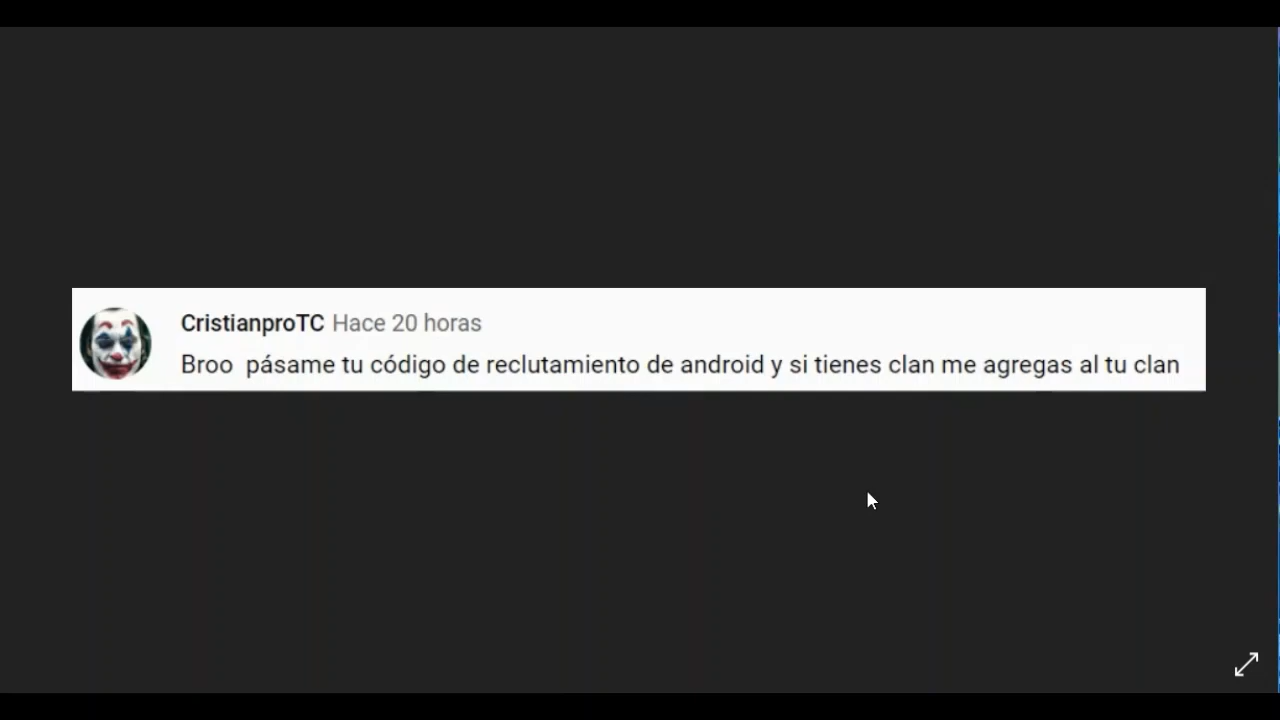 CristianproTC Hace 20 horas
Broo pásame tu código de reclutamiento de android y si tienes clan me agregas al tu clan